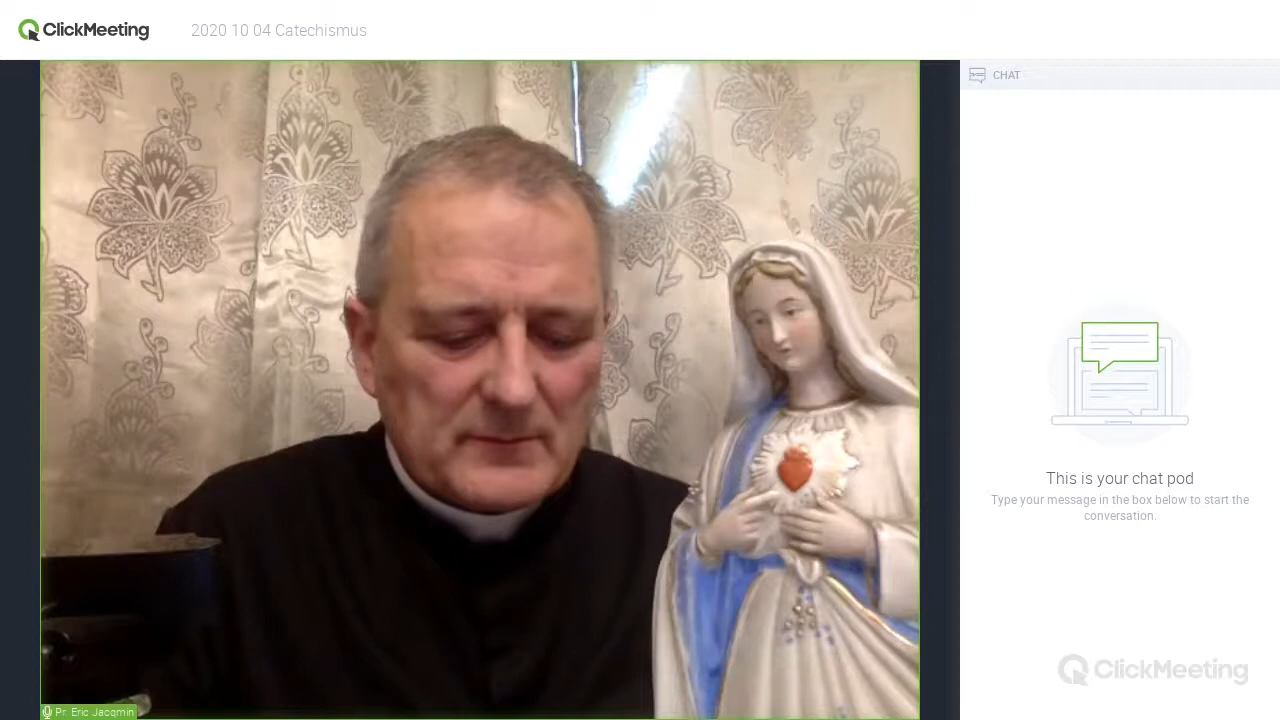 ClickMeeting
2020 10 04 Catechismus
CHAT
This is your chat pod
Type your message in the box below to start the
conversation.
ClickMeeting
Pr. Eric Jacqmin